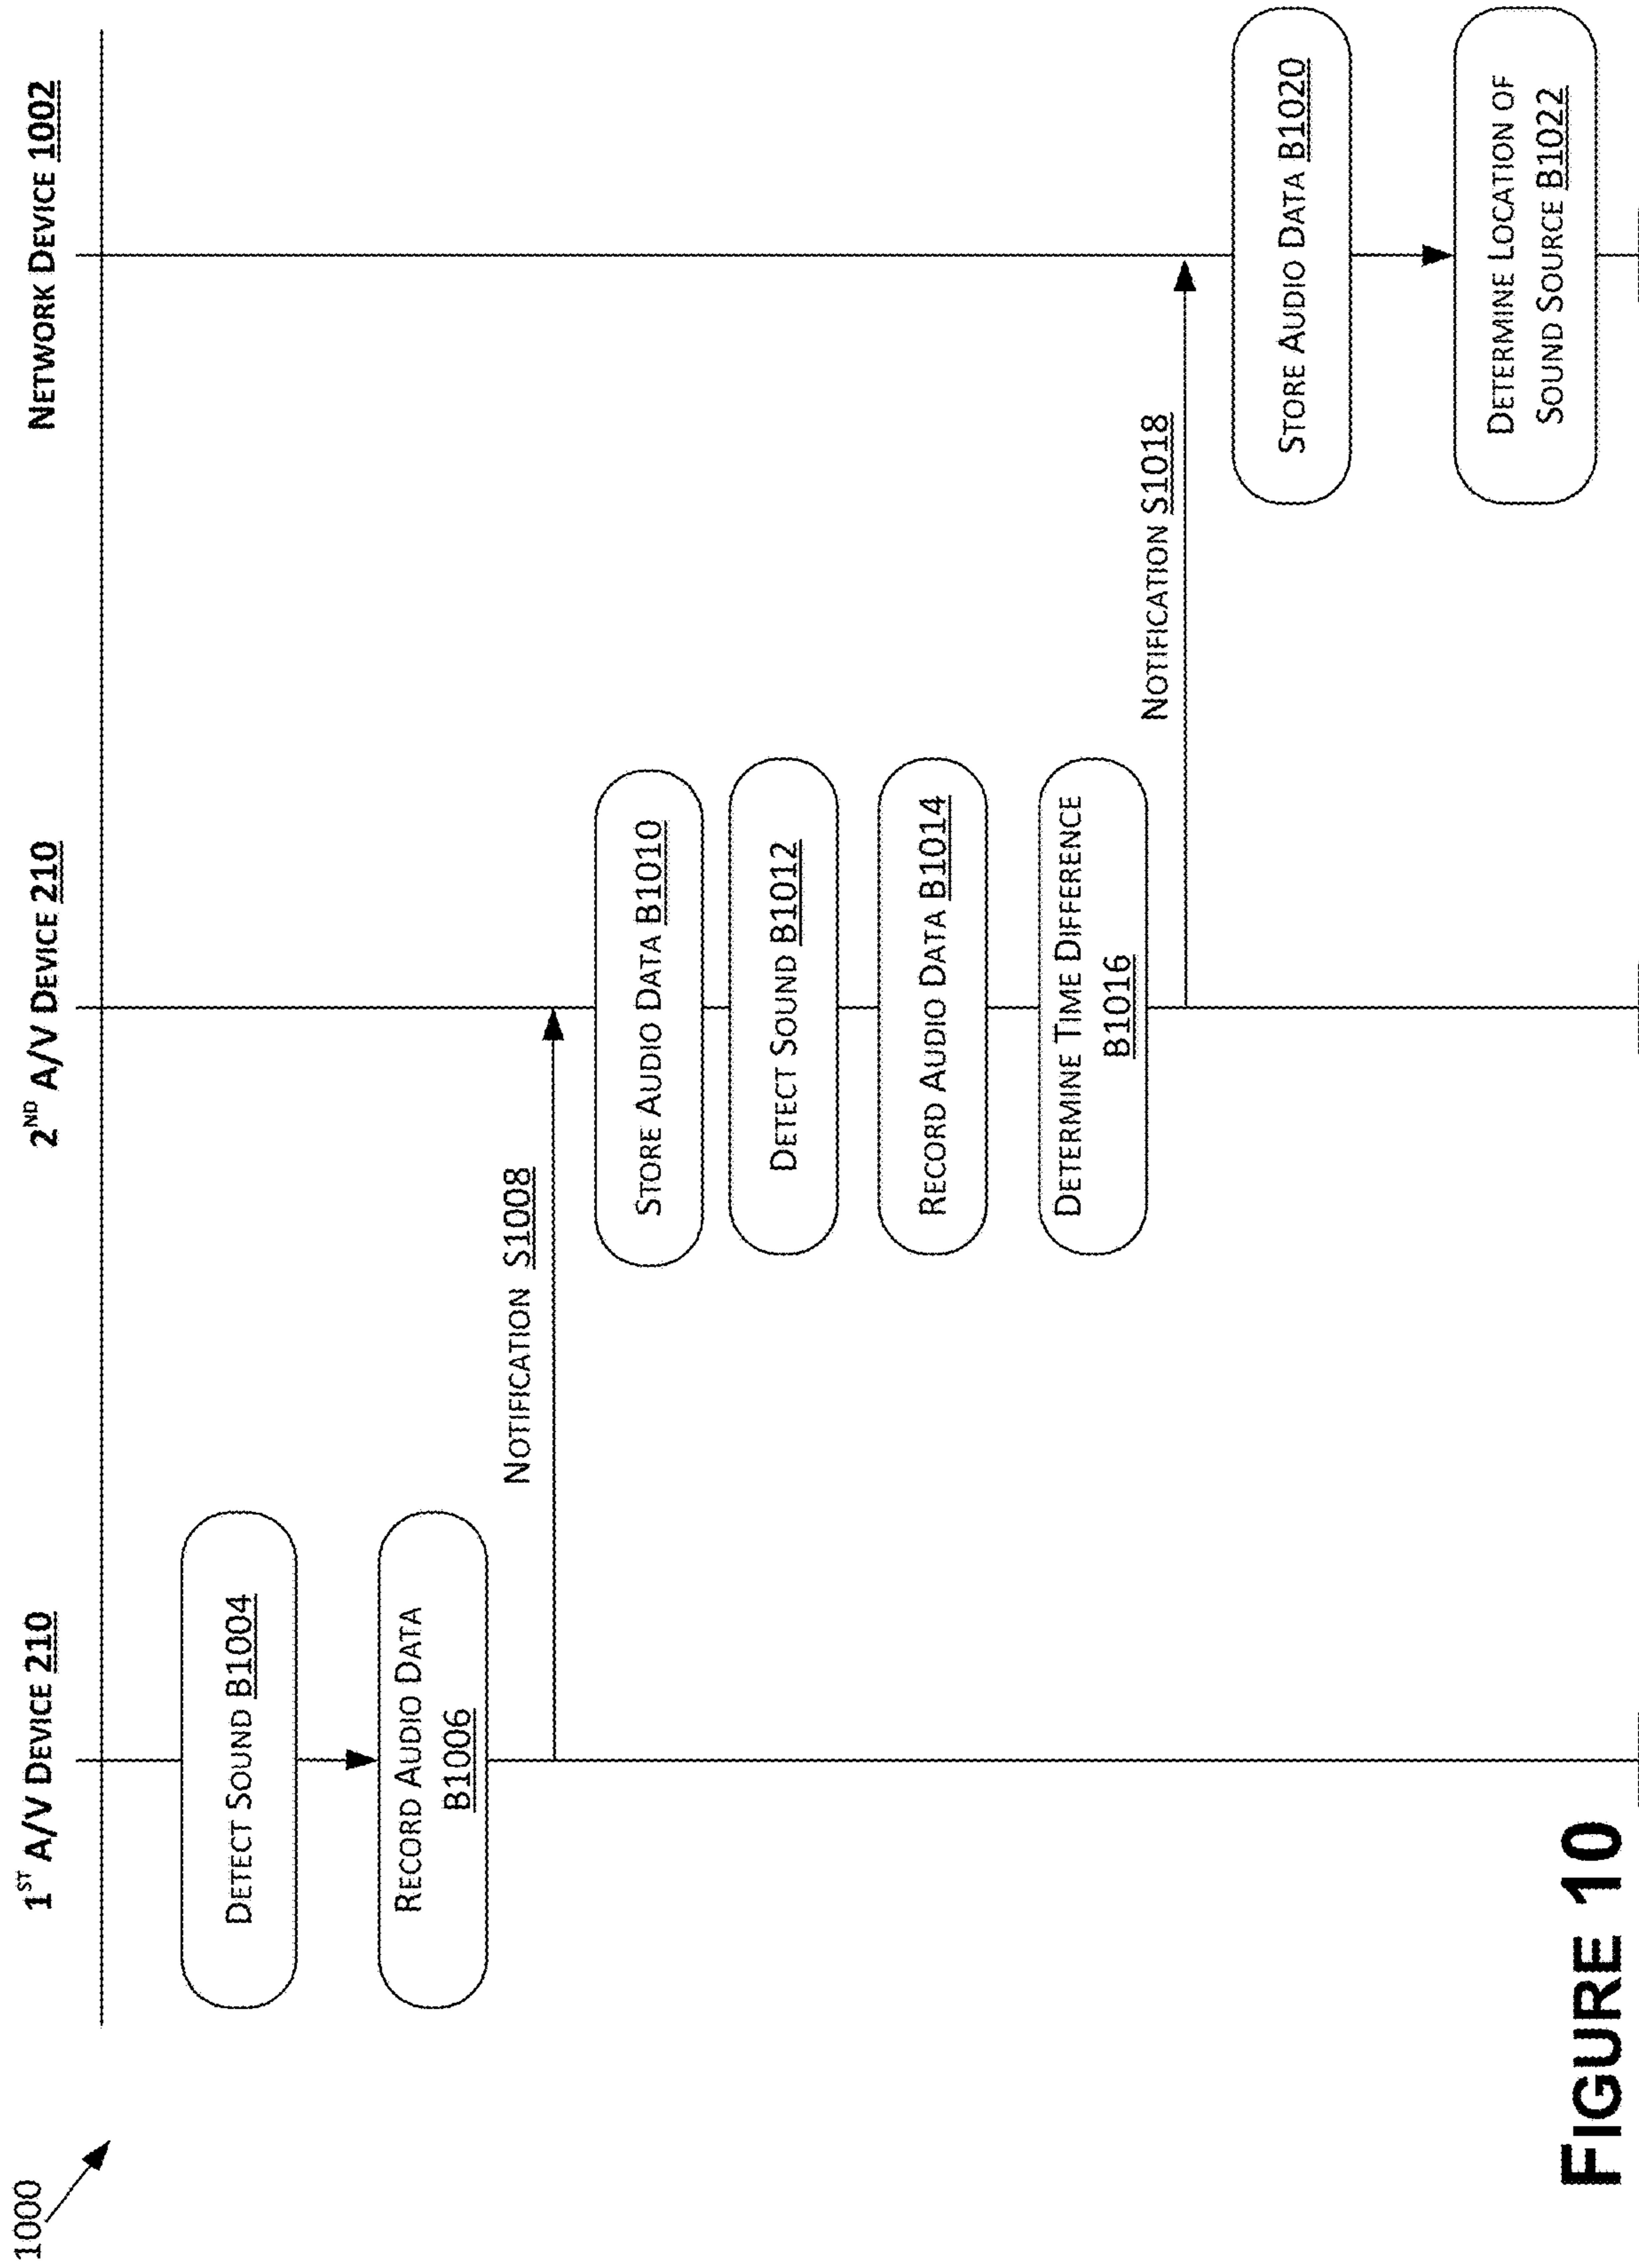 1000
1ST A/V DEVICE 210
2ND A/V DEVICE 210
NETWORK DEVICE 1002
DETECT SOUND B1004
RECORD AUDIO DATA
B1006
NOTIFICATION S1008
STORE AUDIO DATA B1010
DETECT SOUND B1012
RECORD AUDIO DATA B1014
DETERMINE TIME DIFFERENCE
B1016
NOTIFICATION S1018
STORE AUDIO DATA B1020
DETERMINE LOCATION OF
SOUND SOURCE B1022
FIGURE 10